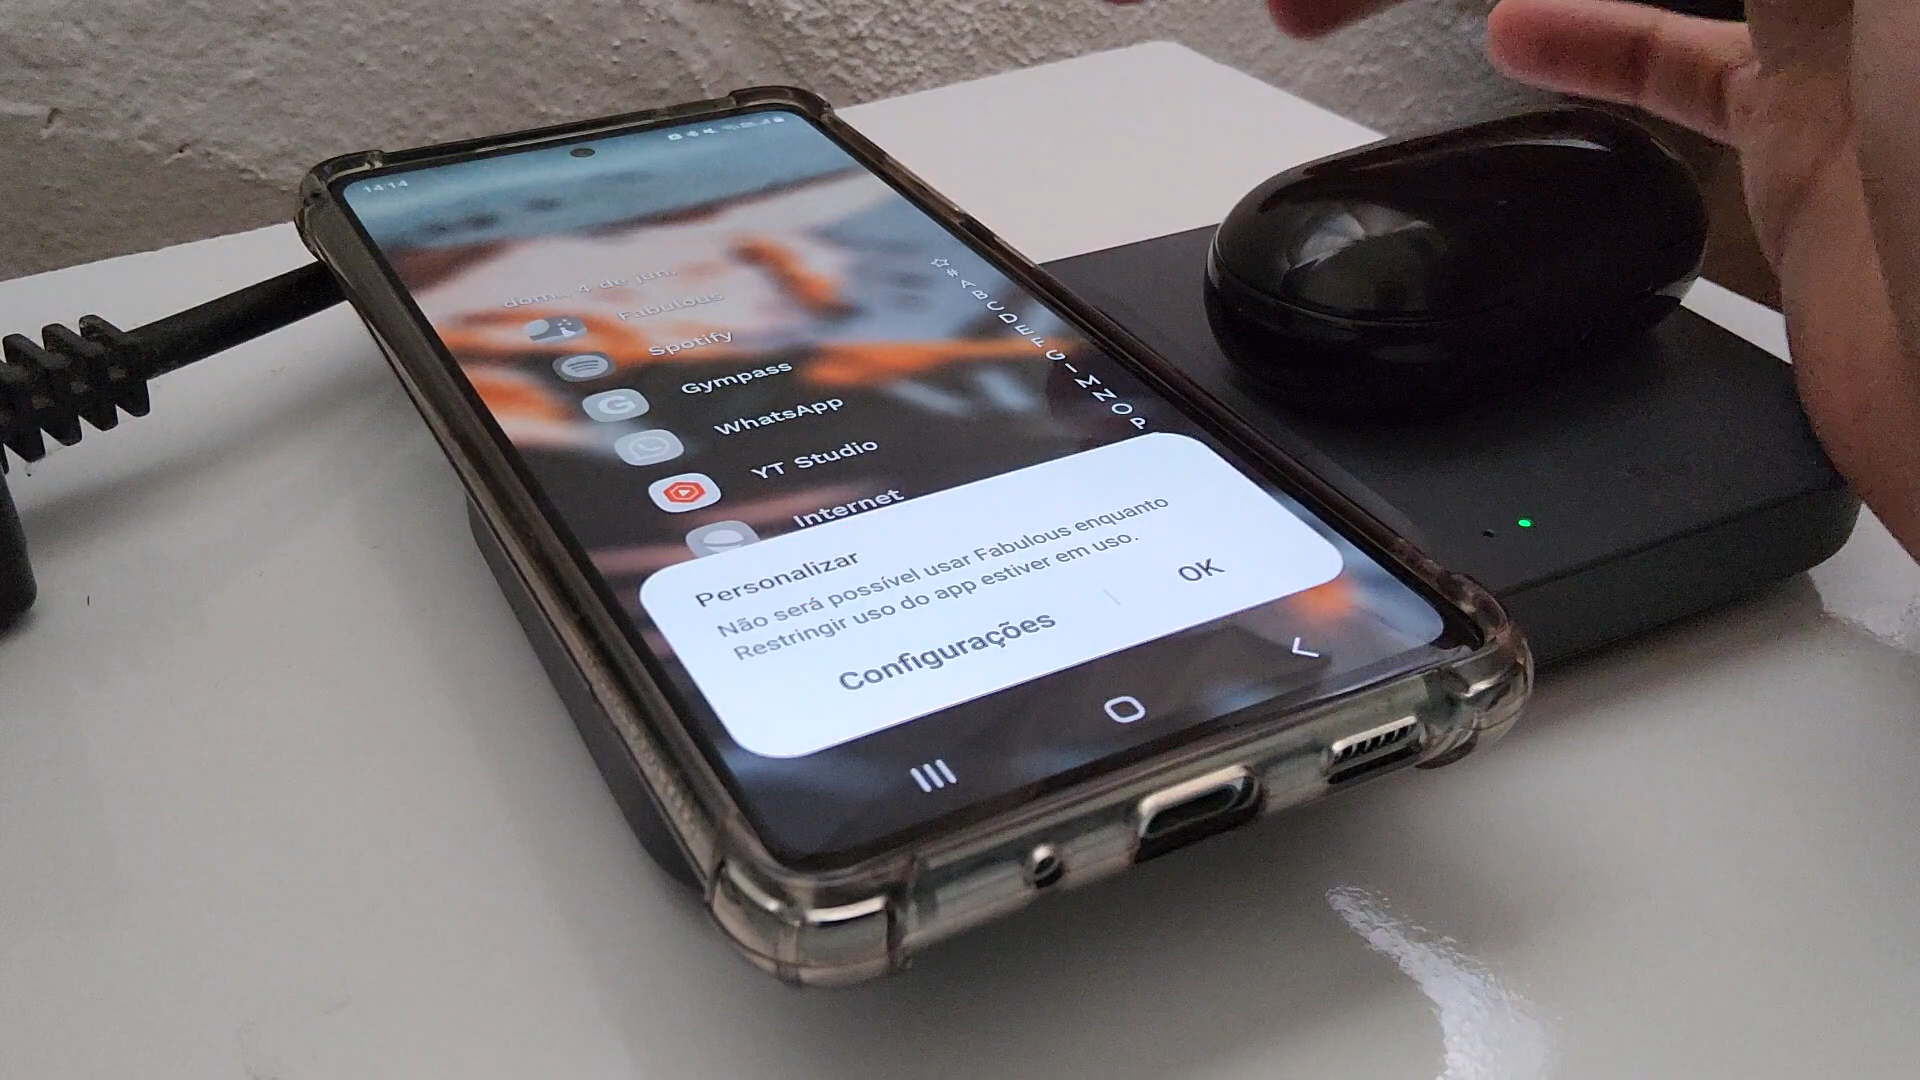 14:14
dom., 4 de jun.
Fabulous
Spotify
Gympass
WhatsApp
YT Studio
Internet
☆
#
A
B
C
D
E
F
G
I
M
N
O
P
Personalizar
Não será possível usar Fabulous enquanto
Restringir uso do app estiver em uso.
Configurações
OK